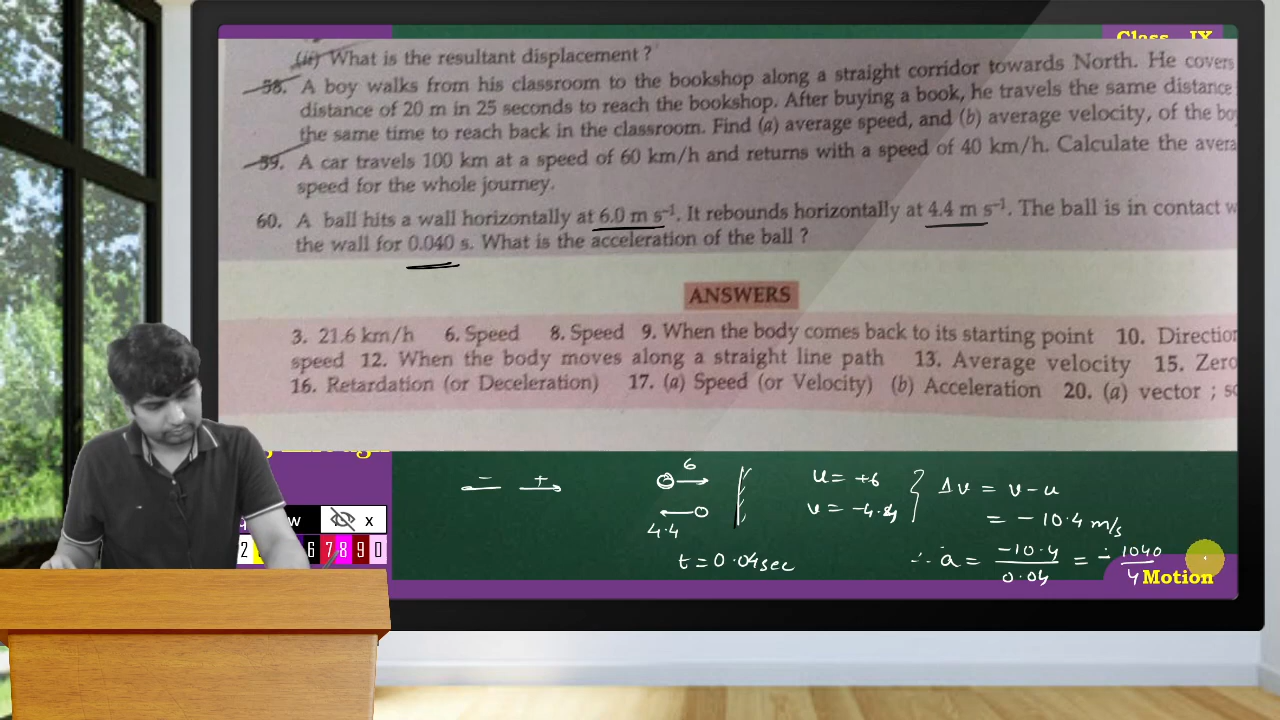 Class IX
(ii) What is the resultant displacement ?
58. A boy walks from his classroom to the bookshop along a straight corridor towards North. He covers
distance of 20 m in 25 seconds to reach the bookshop. After buying a book, he travels the same distance
the same time to reach back in the classroom. Find (a) average speed, and (b) average velocity, of the bo
59. A car travels 100 km at a speed of 60 km/h and returns with a speed of 40 km/h. Calculate the avera
speed for the whole journey.
60. A ball hits a wall horizontally at 6.0 m s⁻¹. It rebounds horizontally at 4.4 m s⁻¹. The ball is in contact w
the wall for 0.040 s. What is the acceleration of the ball ?
ANSWERS
3. 21.6 km/h 6. Speed 8. Speed 9. When the body comes back to its starting point 10. Direction
speed 12. When the body moves along a straight line path 13. Average velocity 15. Zero
16. Retardation (or Deceleration) 17. (a) Speed (or Velocity) (b) Acceleration 20. (a) vector ; sc
− +
6
4.4
t = 0.04 sec
u = +6
v = −4.4
Δv = v − u
= − 10.4 m/s
∴ a = −10.4 / 0.04 = − 1040 / 4
w x
2 6 7 8 9 0
Motion